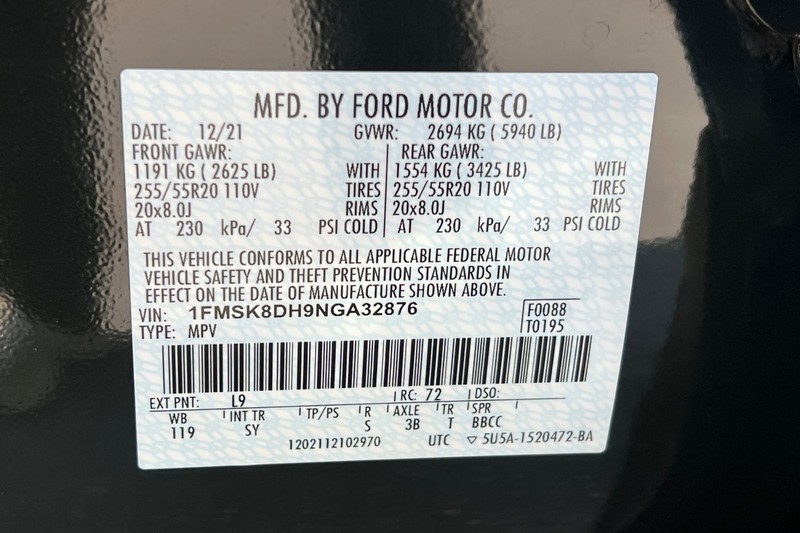 MFD. BY FORD MOTOR CO.
DATE: 12/21 GVWR: 2694 KG ( 5940 LB)
FRONT GAWR: REAR GAWR:
1191 KG ( 2625 LB) WITH 1554 KG ( 3425 LB) WITH
255/55R20 110V TIRES 255/55R20 110V TIRES
20x8.0J RIMS 20x8.0J RIMS
AT 230 kPa/ 33 PSI COLD AT 230 kPa/ 33 PSI COLD
THIS VEHICLE CONFORMS TO ALL APPLICABLE FEDERAL MOTOR
VEHICLE SAFETY AND THEFT PREVENTION STANDARDS IN
EFFECT ON THE DATE OF MANUFACTURE SHOWN ABOVE.
VIN: 1FMSK8DH9NGA32876 F0088
TYPE: MPV T0195
EXT PNT: L9 RC: 72 DSO:
WB INT TR TP/PS R AXLE TR SPR
119 SY S 3B T BBCC
1202112102970 UTC ▽ 5U5A-1520472-BA